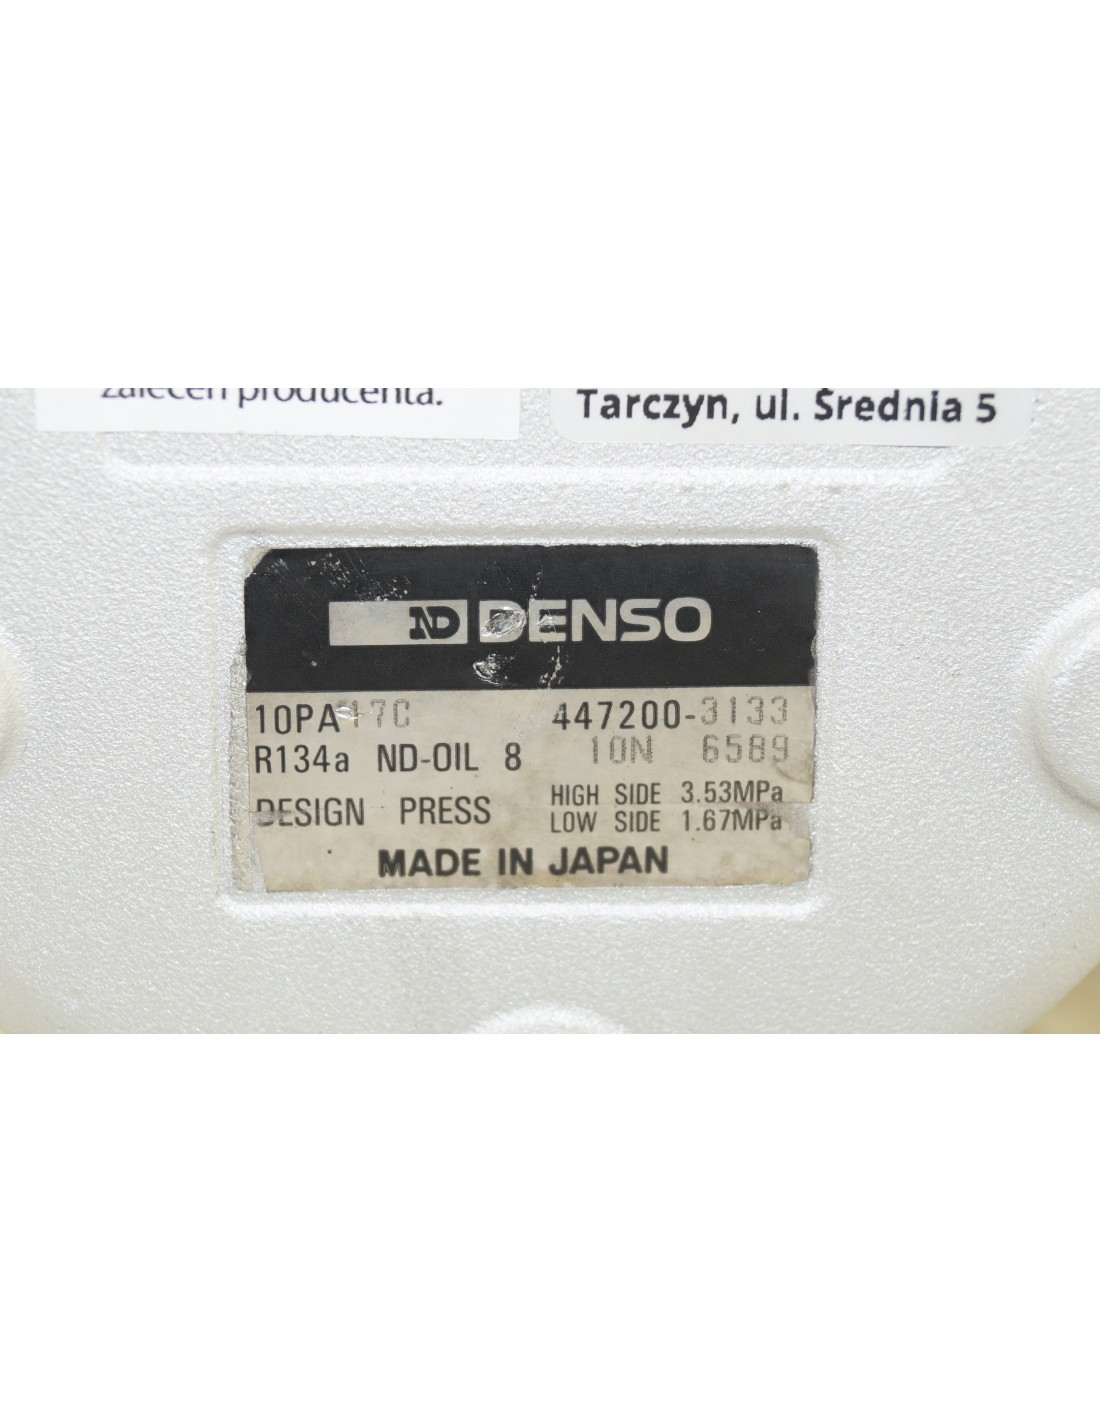 zaleceń producenta.
Tarczyn, ul. Średnia 5
ND DENSO
10PA17C 447200-3133
R134a ND-OIL 8 10N 6589
DESIGN PRESS HIGH SIDE 3.53MPa
LOW SIDE 1.67MPa
MADE IN JAPAN